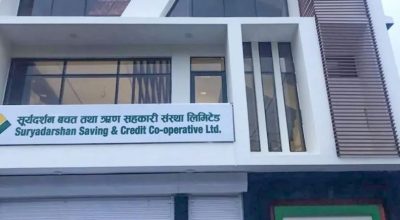 सूर्यदर्शन बचत तथा ऋण सहकारी संस्था लिमिटेड
Suryadarshan Saving & Credit Co-operative Ltd.